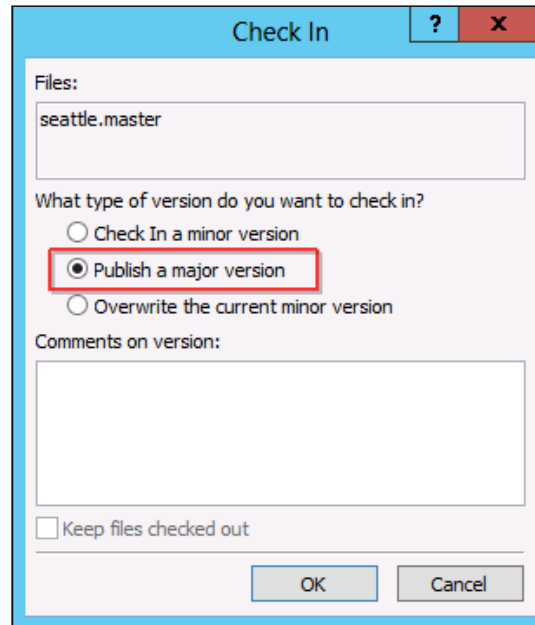 Check In
?
x
Files:
seattle.master
What type of version do you want to check in?
Check In a minor version
Publish a major version
Overwrite the current minor version
Comments on version:
Keep files checked out
OK
Cancel